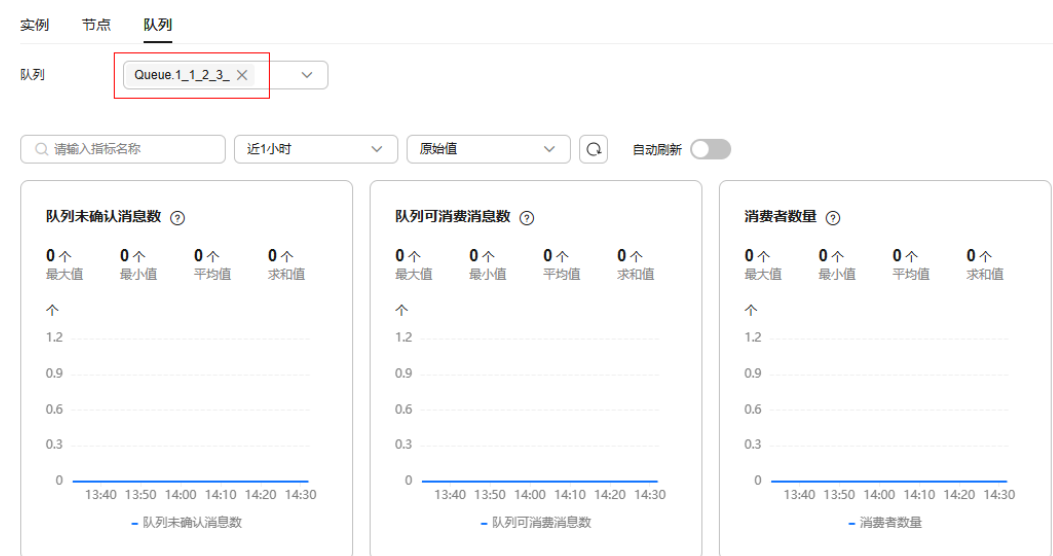 实例 节点 队列
队列 Queue.1_1_2_3_
请输入指标名称 近1小时 原始值 自动刷新
队列未确认消息数
0 个 0 个 0 个 0 个
最大值 最小值 平均值 求和值
个
1.2
0.9
0.6
0.3
0
13:40 13:50 14:00 14:10 14:20 14:30
队列未确认消息数
队列可消费消息数
0 个 0 个 0 个 0 个
最大值 最小值 平均值 求和值
个
1.2
0.9
0.6
0.3
0
13:40 13:50 14:00 14:10 14:20 14:30
队列可消费消息数
消费者数量
0 个 0 个 0 个 0 个
最大值 最小值 平均值 求和值
个
1.2
0.9
0.6
0.3
0
13:40 13:50 14:00 14:10 14:20 14:30
消费者数量